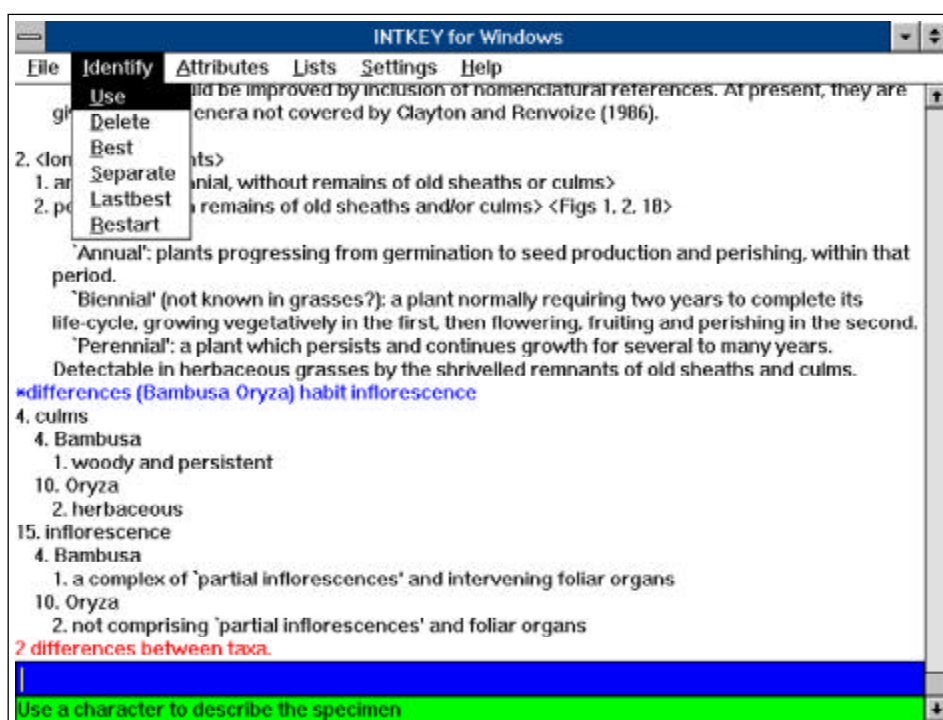 INTKEY for Windows
File Identify Attributes Lists Settings Help
Use
Delete
Best
Separate
Lastbest
Restart
be improved by inclusion of nomenclatural references. At present, they are
enera not covered by Clayton and Renvoize (1986).
2. <lon nts>
1. an nnial, without remains of old sheaths or culms>
2. pe remains of old sheaths and/or culms> <Figs 1, 2, 18>
`Annual': plants progressing from germination to seed production and perishing, within that
period.
`Biennial' (not known in grasses?): a plant normally requiring two years to complete its
life-cycle, growing vegetatively in the first, then flowering, fruiting and perishing in the second.
`Perennial': a plant which persists and continues growth for several to many years.
Detectable in herbaceous grasses by the shrivelled remnants of old sheaths and culms.
*differences (Bambusa Oryza) habit inflorescence
4. culms
4. Bambusa
1. woody and persistent
10. Oryza
2. herbaceous
15. inflorescence
4. Bambusa
1. a complex of `partial inflorescences' and intervening foliar organs
10. Oryza
2. not comprising `partial inflorescences' and foliar organs
2 differences between taxa.
Use a character to describe the specimen